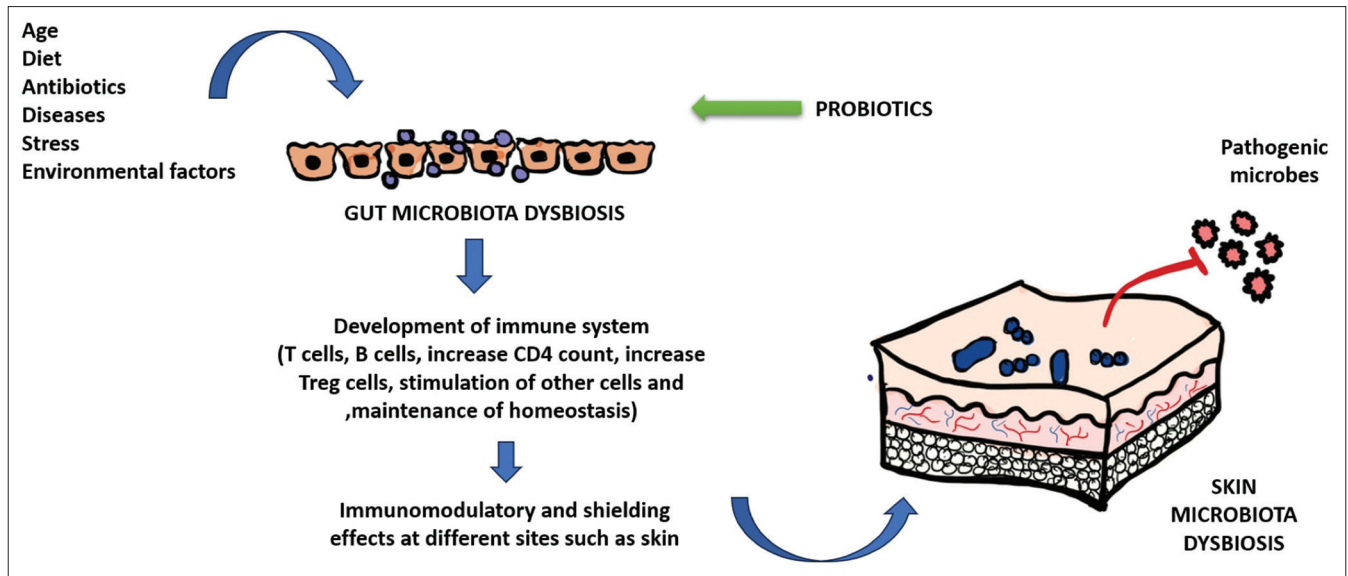 Age
Diet
Antibiotics
Diseases
Stress
Environmental factors
PROBIOTICS
GUT MICROBIOTA DYSBIOSIS
Development of immune system
(T cells, B cells, increase CD4 count, increase
Treg cells, stimulation of other cells and
,maintenance of homeostasis)
Immunomodulatory and shielding
effects at different sites such as skin
Pathogenic
microbes
SKIN
MICROBIOTA
DYSBIOSIS